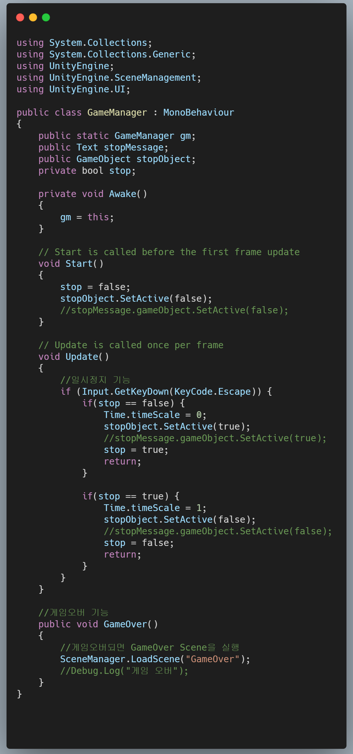 using System.Collections;
using System.Collections.Generic;
using UnityEngine;
using UnityEngine.SceneManagement;
using UnityEngine.UI;

public class GameManager : MonoBehaviour
{
    public static GameManager gm;
    public Text stopMessage;
    public GameObject stopObject;
    private bool stop;

    private void Awake()
    {
        gm = this;
    }

    // Start is called before the first frame update
    void Start()
    {
        stop = false;
        stopObject.SetActive(false);
        //stopMessage.gameObject.SetActive(false);
    }

    // Update is called once per frame
    void Update()
    {
        //일시정지 기능
        if (Input.GetKeyDown(KeyCode.Escape)) {
            if(stop == false) {
                Time.timeScale = 0;
                stopObject.SetActive(true);
                //stopMessage.gameObject.SetActive(true);
                stop = true;
                return;
            }

            if(stop == true) {
                Time.timeScale = 1;
                stopObject.SetActive(false);
                //stopMessage.gameObject.SetActive(false);
                stop = false;
                return;
            }
        }
    }

    //게임오바 기능
    public void GameOver()
    {
        //게임오바되면 GameOver Scene을 실행
        SceneManager.LoadScene("GameOver");
        //Debug.Log("게임 오바");
    }
}